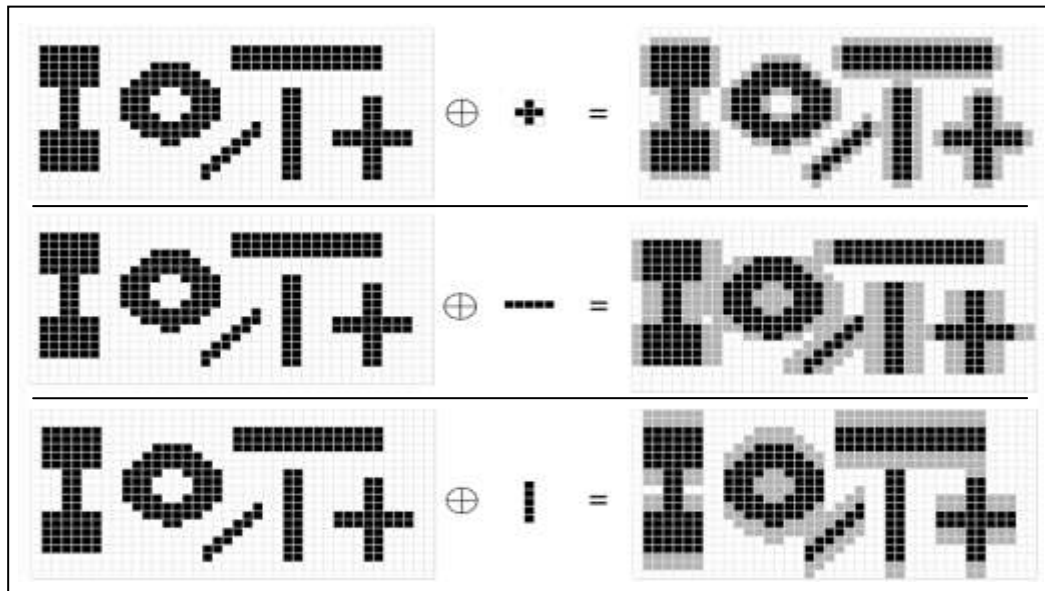 ⊕ =
⊕ =
⊕ =